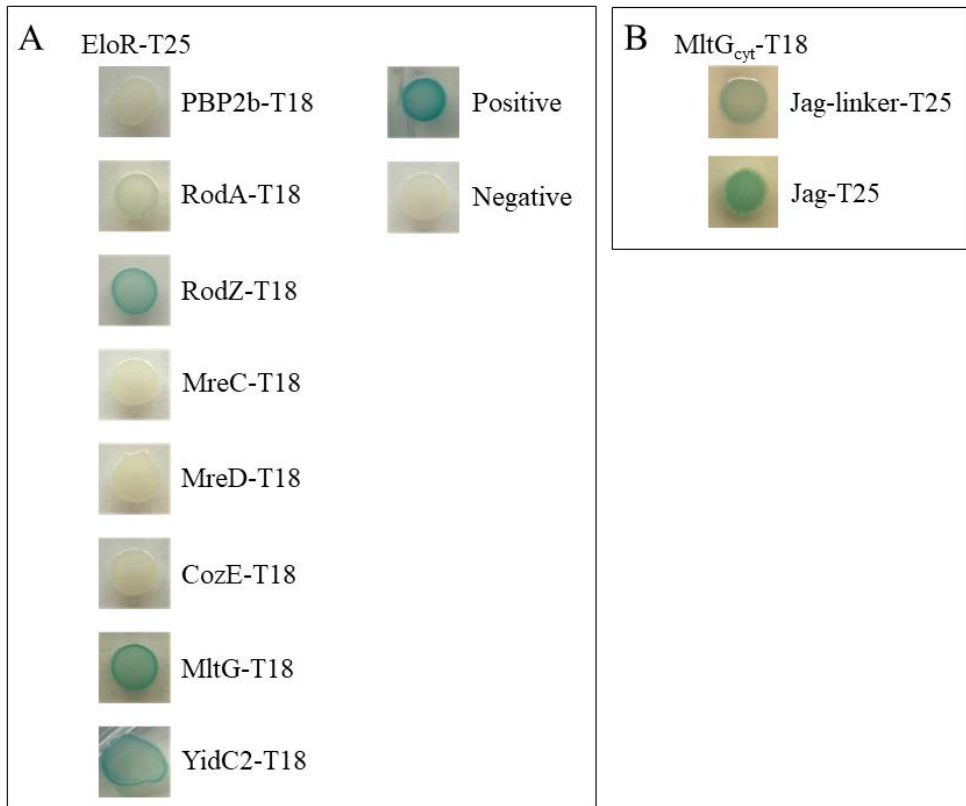 A
EloR-T25
PBP2b-T18
RodA-T18
RodZ-T18
MreC-T18
MreD-T18
CozE-T18
MltG-T18
YidC2-T18
Positive
Negative
B
MltGcyt-T18
Jag-linker-T25
Jag-T25